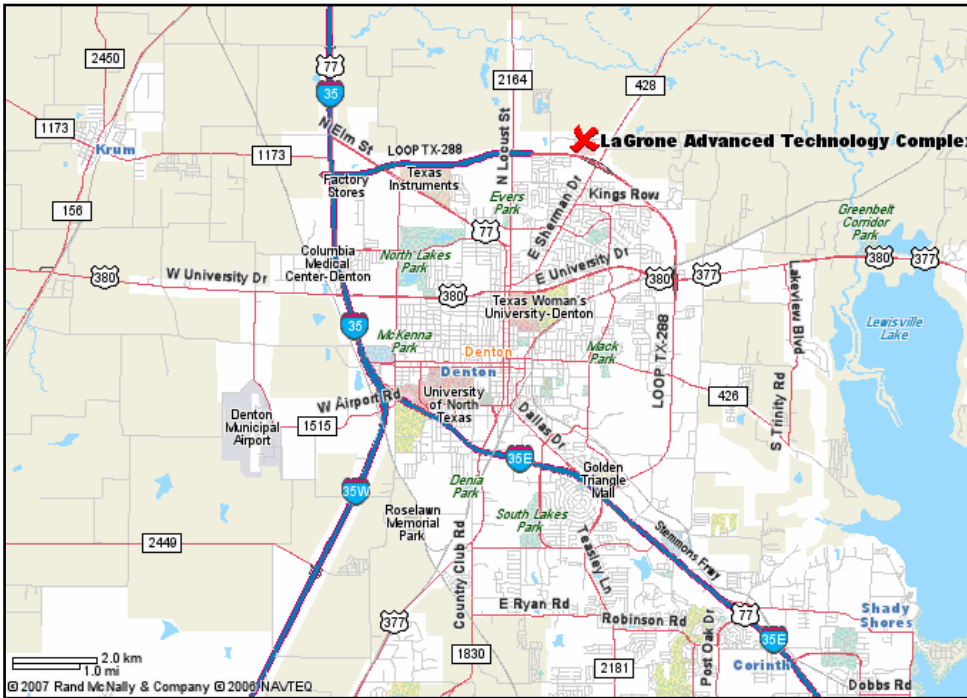 2450
77
35
2164
428
1173
Krum
1173
N Elm St
LOOP TX-288
N Locust St
LaGrone Advanced Technology Complex
Factory
Stores
Texas
Instruments
Kings Row
156
Evers
Park
E Sherman Dr
Greenbelt
Corridor
Park
77
Columbia
Medical
Center-Denton
North Lakes
Park
E University Dr
380
377
380
W University Dr
380
377
380
Texas Woman's
University-Denton
Lakeview Blvd
35
McKenna
Park
Denton
Mack
Park
LOOP TX-288
Lewisville
Lake
Denton
W Airport Rd
University
of North
Texas
426
Denton
Municipal
Airport
1515
Dallas Dr
S Trinity Rd
35E
Golden
Triangle
Mall
35W
Denia
Park
Roselawn
Memorial
Park
South Lakes
Park
Stemmons Frwy
2449
Country Club Rd
Teasley Ln
E Ryan Rd
Robinson Rd
Post Oak Dr
77
Shady
Shores
377
35E
1830
2181
Corinth
Dobbs Rd
2.0 km
1.0 mi
© 2007 Rand McNally & Company © 2006 NAVTEQ